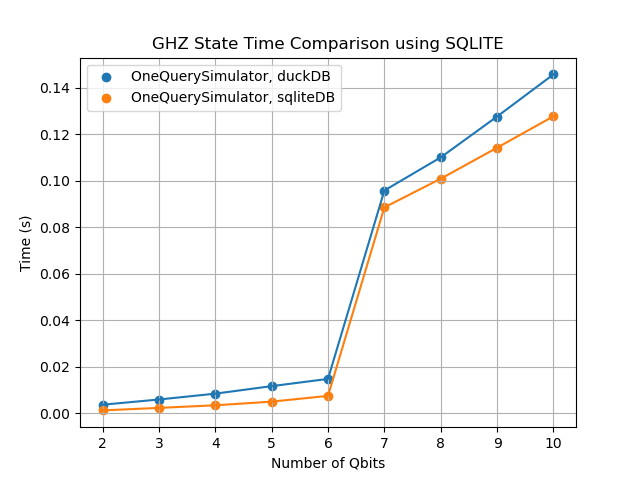 GHZ State Time Comparison using SQLITE
OneQuerySimulator, duckDB
OneQuerySimulator, sqliteDB
Time (s)
0.14
0.12
0.10
0.08
0.06
0.04
0.02
0.00
2 3 4 5 6 7 8 9 10
Number of Qbits